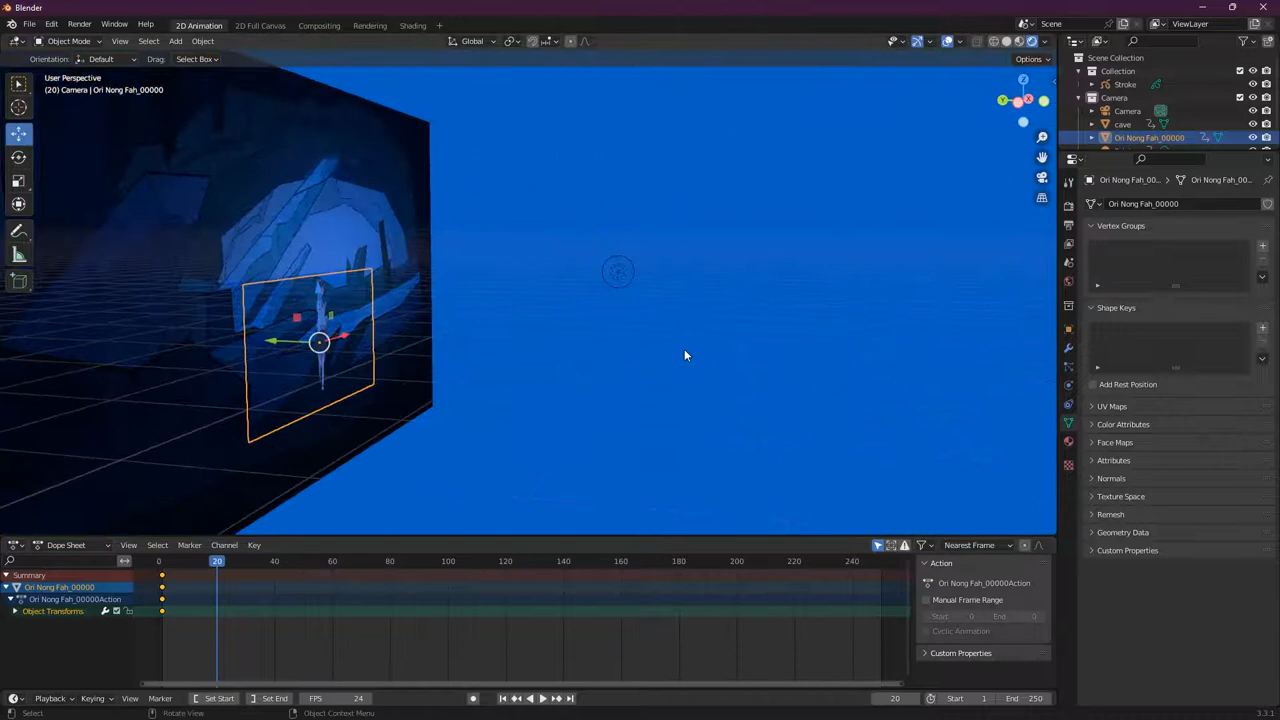 Blender
File Edit Render Window Help 2D Animation 2D Full Canvas Compositing Rendering Shading Scene ViewLayer
Object Mode View Select Add Object Global
Orientation: Default Drag: Select Box Options
User Perspective
(20) Camera | Ori Nong Fah_00000
Z
Y X
Scene Collection
Collection
Stroke
Camera
Camera
cave
Ori Nong Fah_00000
Ori Nong Fah_00... Ori Nong Fah_00...
Ori Nong Fah_00000
Vertex Groups
Shape Keys
Add Rest Position
UV Maps
Color Attributes
Face Maps
Attributes
Normals
Texture Space
Remesh
Geometry Data
Custom Properties
Dope Sheet View Select Marker Channel Key Nearest Frame
0 20 40 60 80 100 120 140 160 180 200 220 240
Summary
Ori Nong Fah_00000
Ori Nong Fah_00000Action
Object Transforms
Action
Ori Nong Fah_00000Action
Manual Frame Range
Start 0 End 0
Cyclic Animation
Custom Properties
Playback Keying View Marker Set Start Set End FPS 24 20 Start 1 End 250
Select Rotate View Object Context Menu 3.3.1